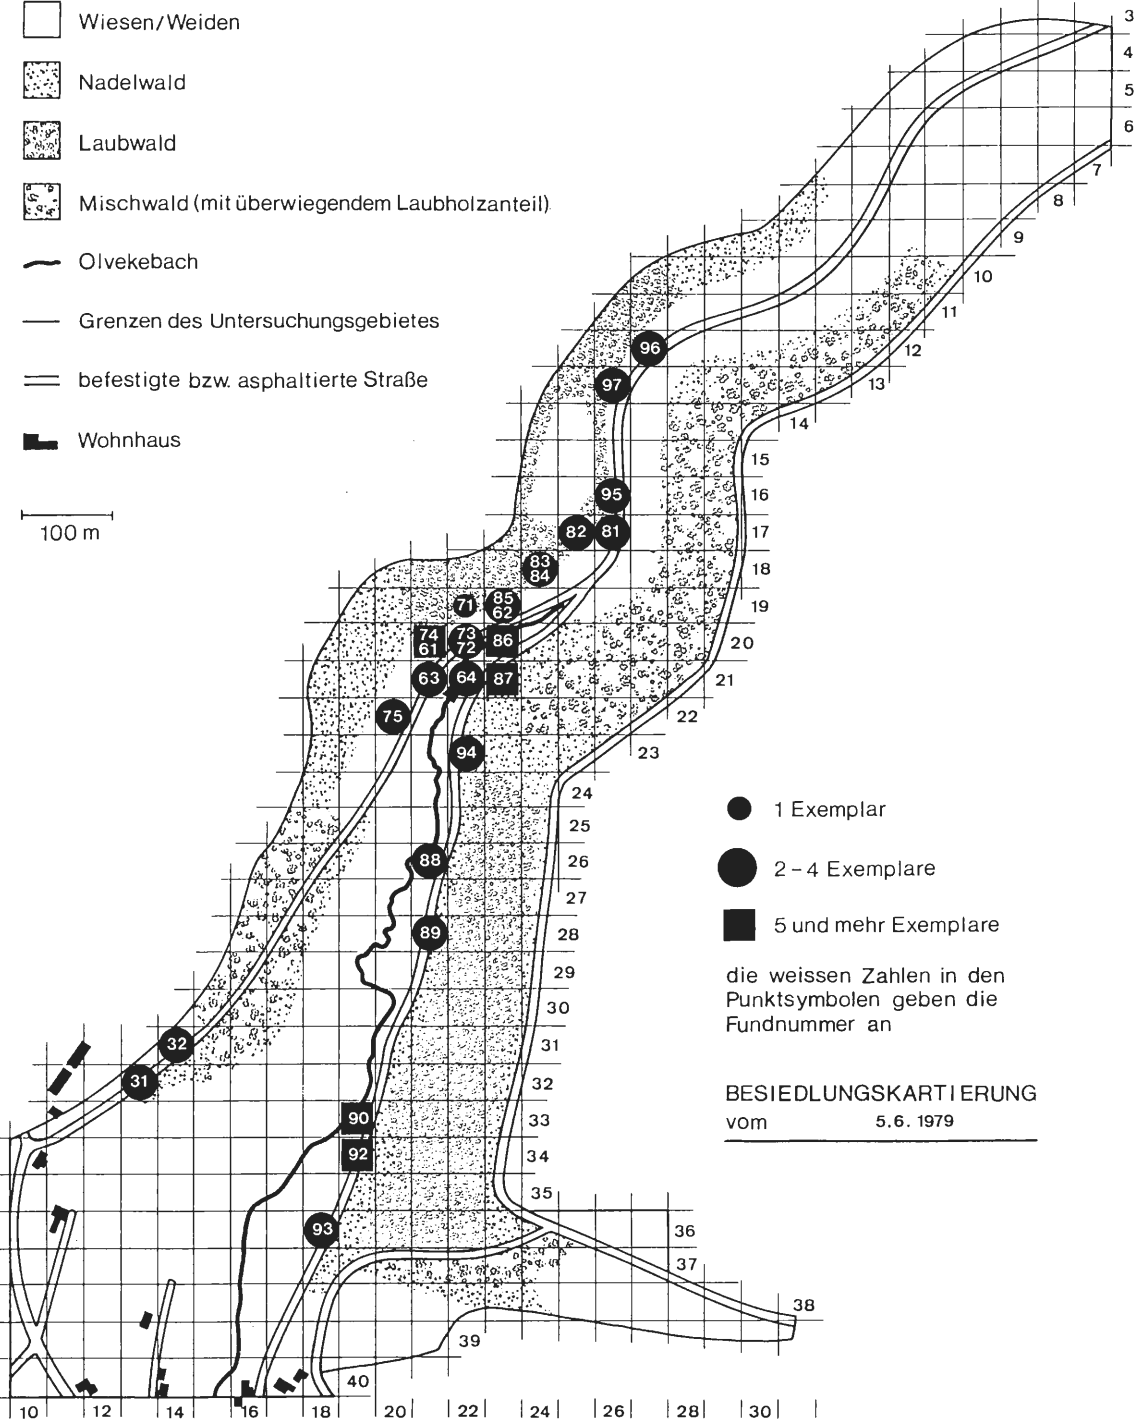 Wiesen/Weiden
Nadelwald
Laubwald
Mischwald (mit überwiegendem Laubholzanteil)
Olvekebach
Grenzen des Untersuchungsgebietes
befestigte bzw. asphaltierte Straße
Wohnhaus
100 m
3
4
5
6
7
8
9
10
11
12
13
14
15
16
17
18
19
20
21
22
23
24
25
26
27
28
29
30
31
32
33
34
35
36
37
38
39
40
96
97
95
82 81
83
84
71 85
62
74 73 86
61 72
63 64 87
75
94
88
89
32
31
90
92
93
1 Exemplar
2 – 4 Exemplare
5 und mehr Exemplare
die weissen Zahlen in den
Punktsymbolen geben die
Fundnummer an
BESIEDLUNGSKARTIERUNG
vom 5.6.1979
10 12 14 16 18 20 22 24 26 28 30